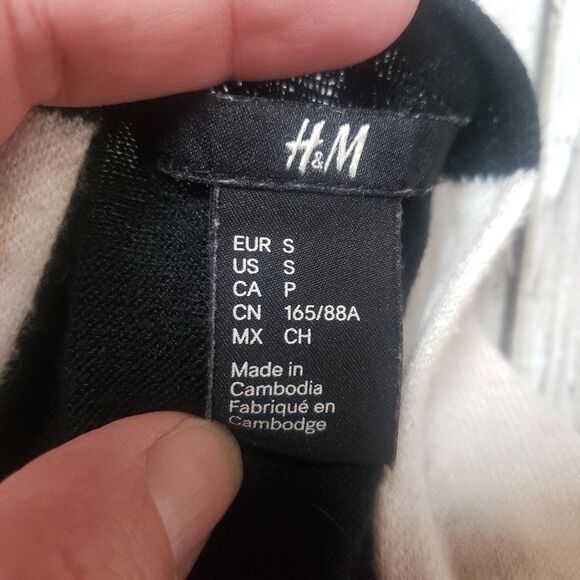 H&M
EUR S
US S
CA P
CN 165/88A
MX CH
Made in
Cambodia
Fabriqué en
Cambodge